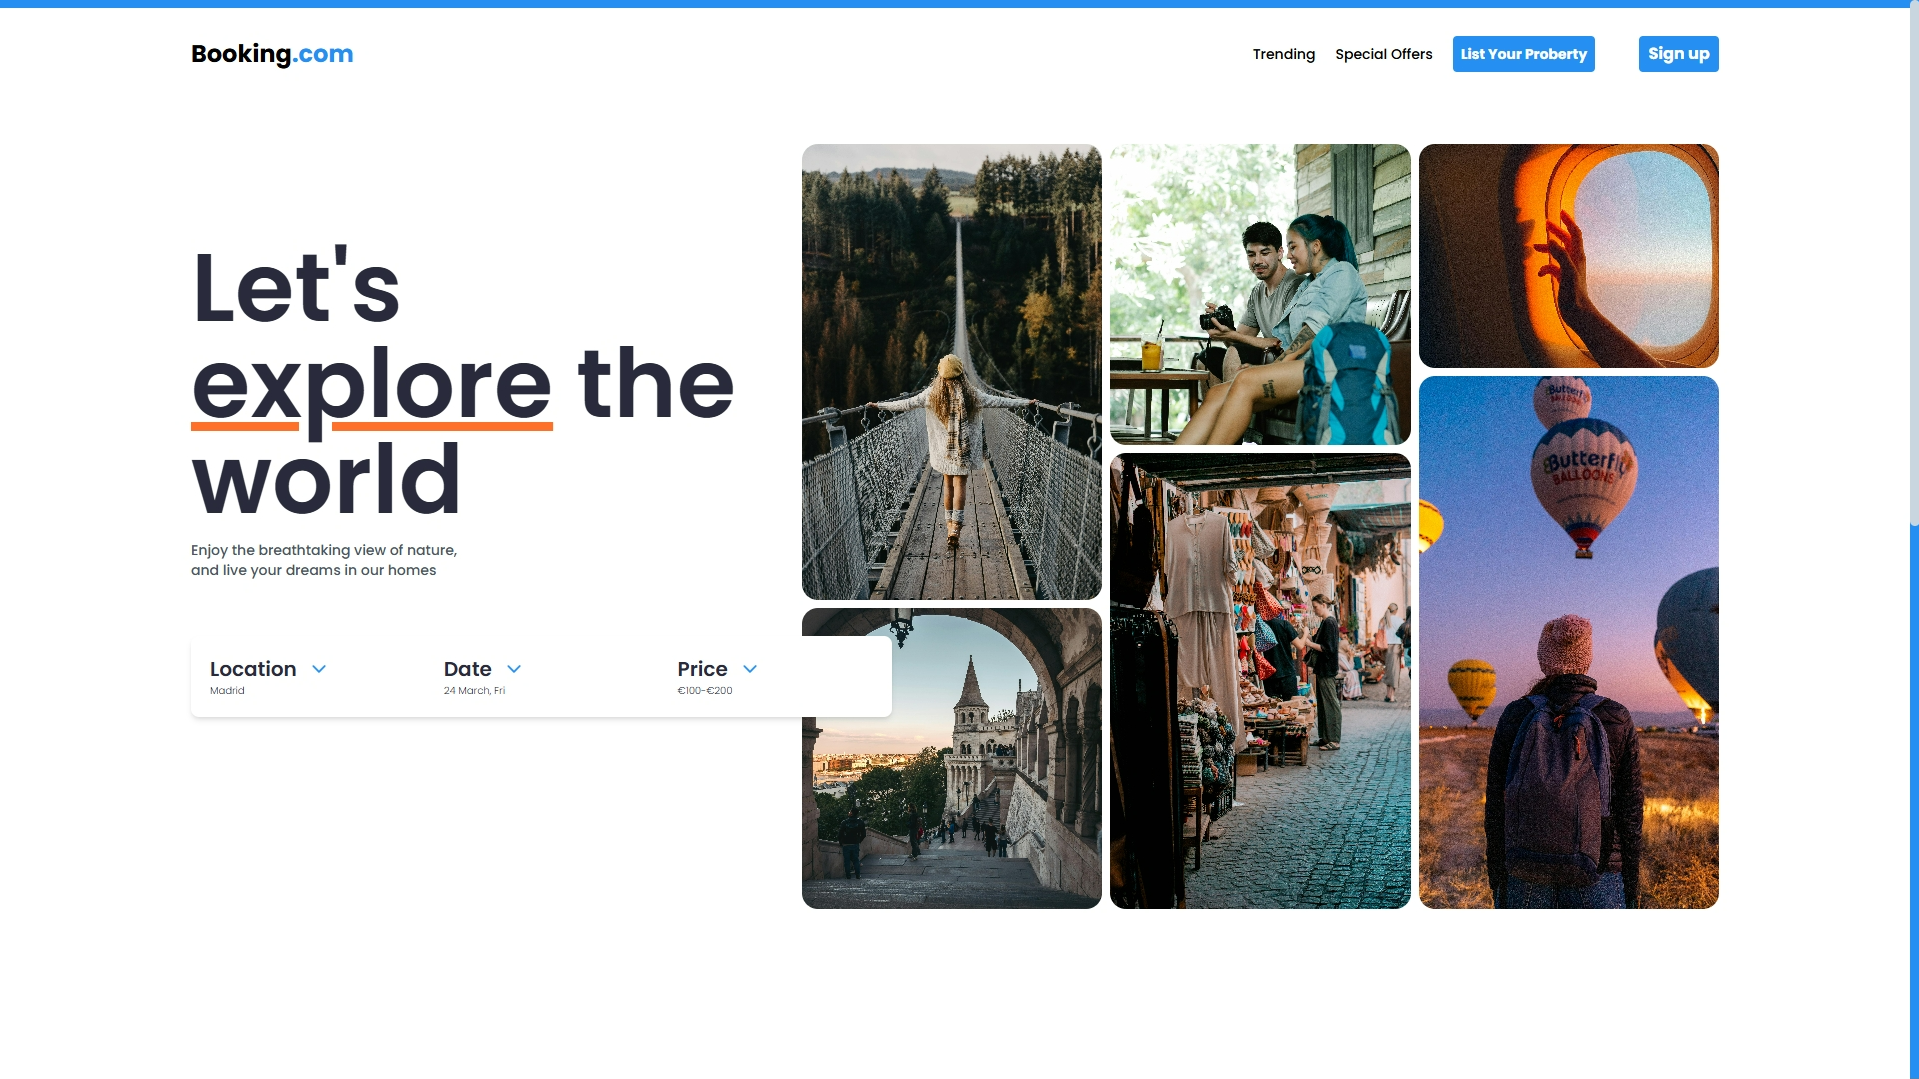 Booking.com
Trending Special Offers List Your Property Sign up
Let's
explore the
world
Enjoy the breathtaking view of nature,
and live your dreams in our homes
Location
Madrid
Date
24 March, Fri
Price
€100-€200
Butterfly
BALLOONS